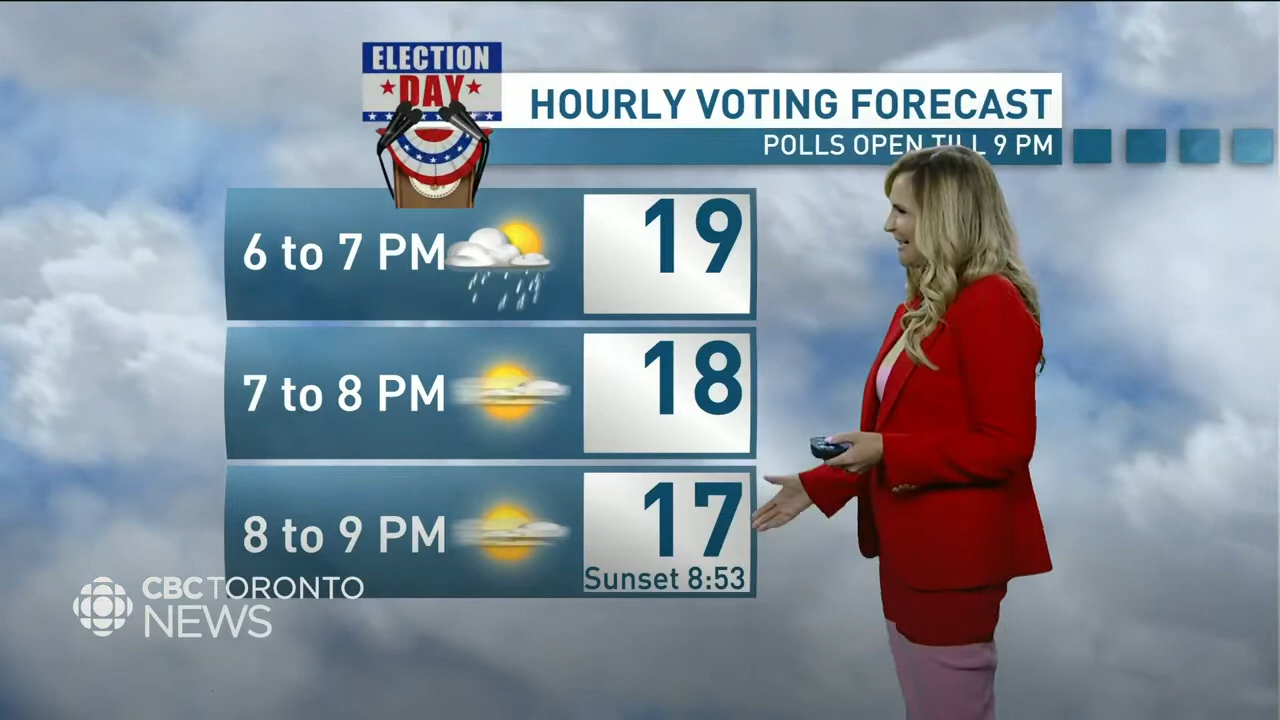 ELECTION
DAY
HOURLY VOTING FORECAST
POLLS OPEN TILL 9 PM
6 to 7 PM 19
7 to 8 PM 18
8 to 9 PM 17
Sunset 8:53
CBC TORONTO
NEWS